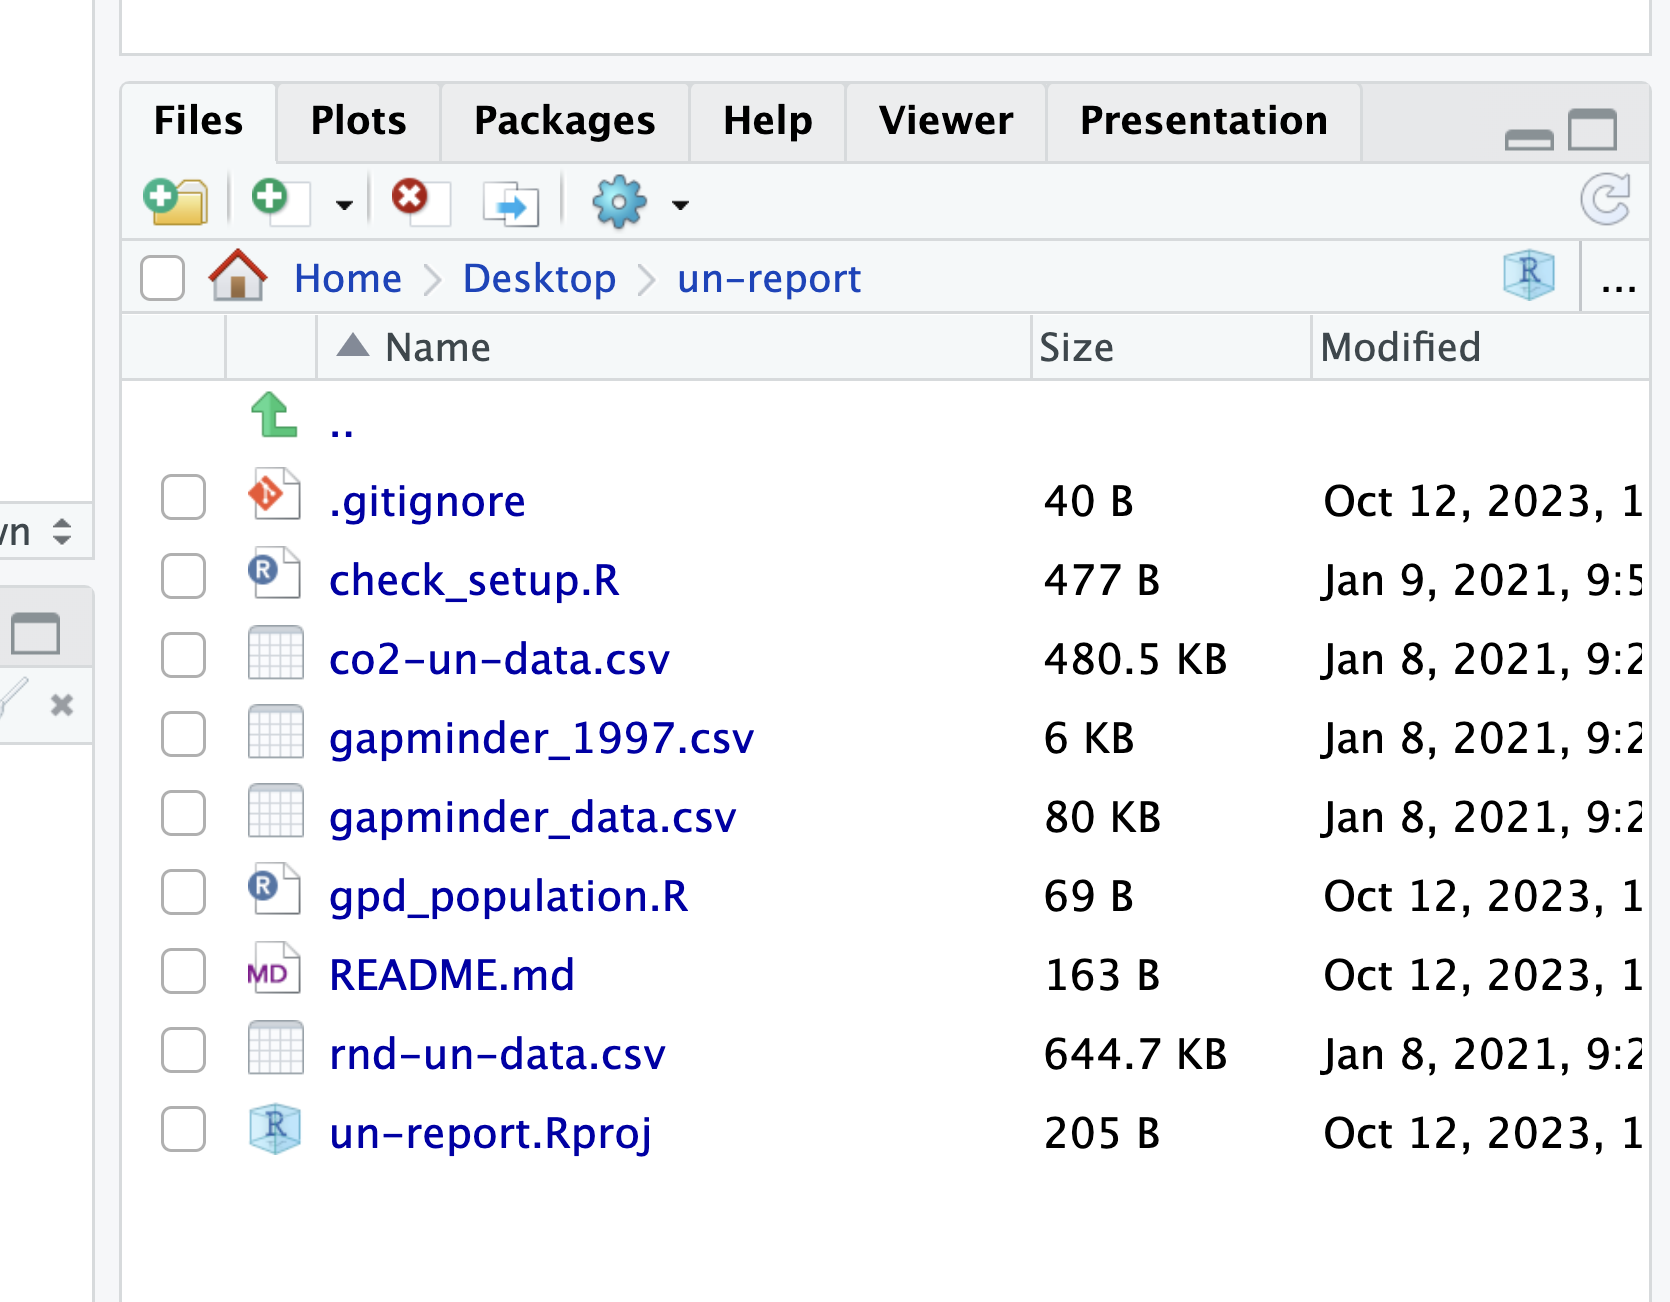 Files Plots Packages Help Viewer Presentation
Home Desktop un-report ...
Name Size Modified
..
.gitignore 40 B Oct 12, 2023, 1
check_setup.R 477 B Jan 9, 2021, 9:5
co2-un-data.csv 480.5 KB Jan 8, 2021, 9:2
gapminder_1997.csv 6 KB Jan 8, 2021, 9:2
gapminder_data.csv 80 KB Jan 8, 2021, 9:2
gpd_population.R 69 B Oct 12, 2023, 1
README.md 163 B Oct 12, 2023, 1
rnd-un-data.csv 644.7 KB Jan 8, 2021, 9:2
un-report.Rproj 205 B Oct 12, 2023, 1